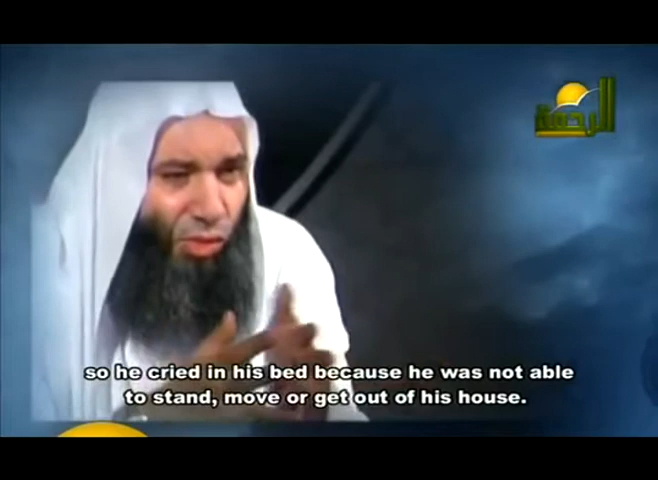 الرحمة
so he cried in his bed because he was not able
to stand, move or get out of his house.